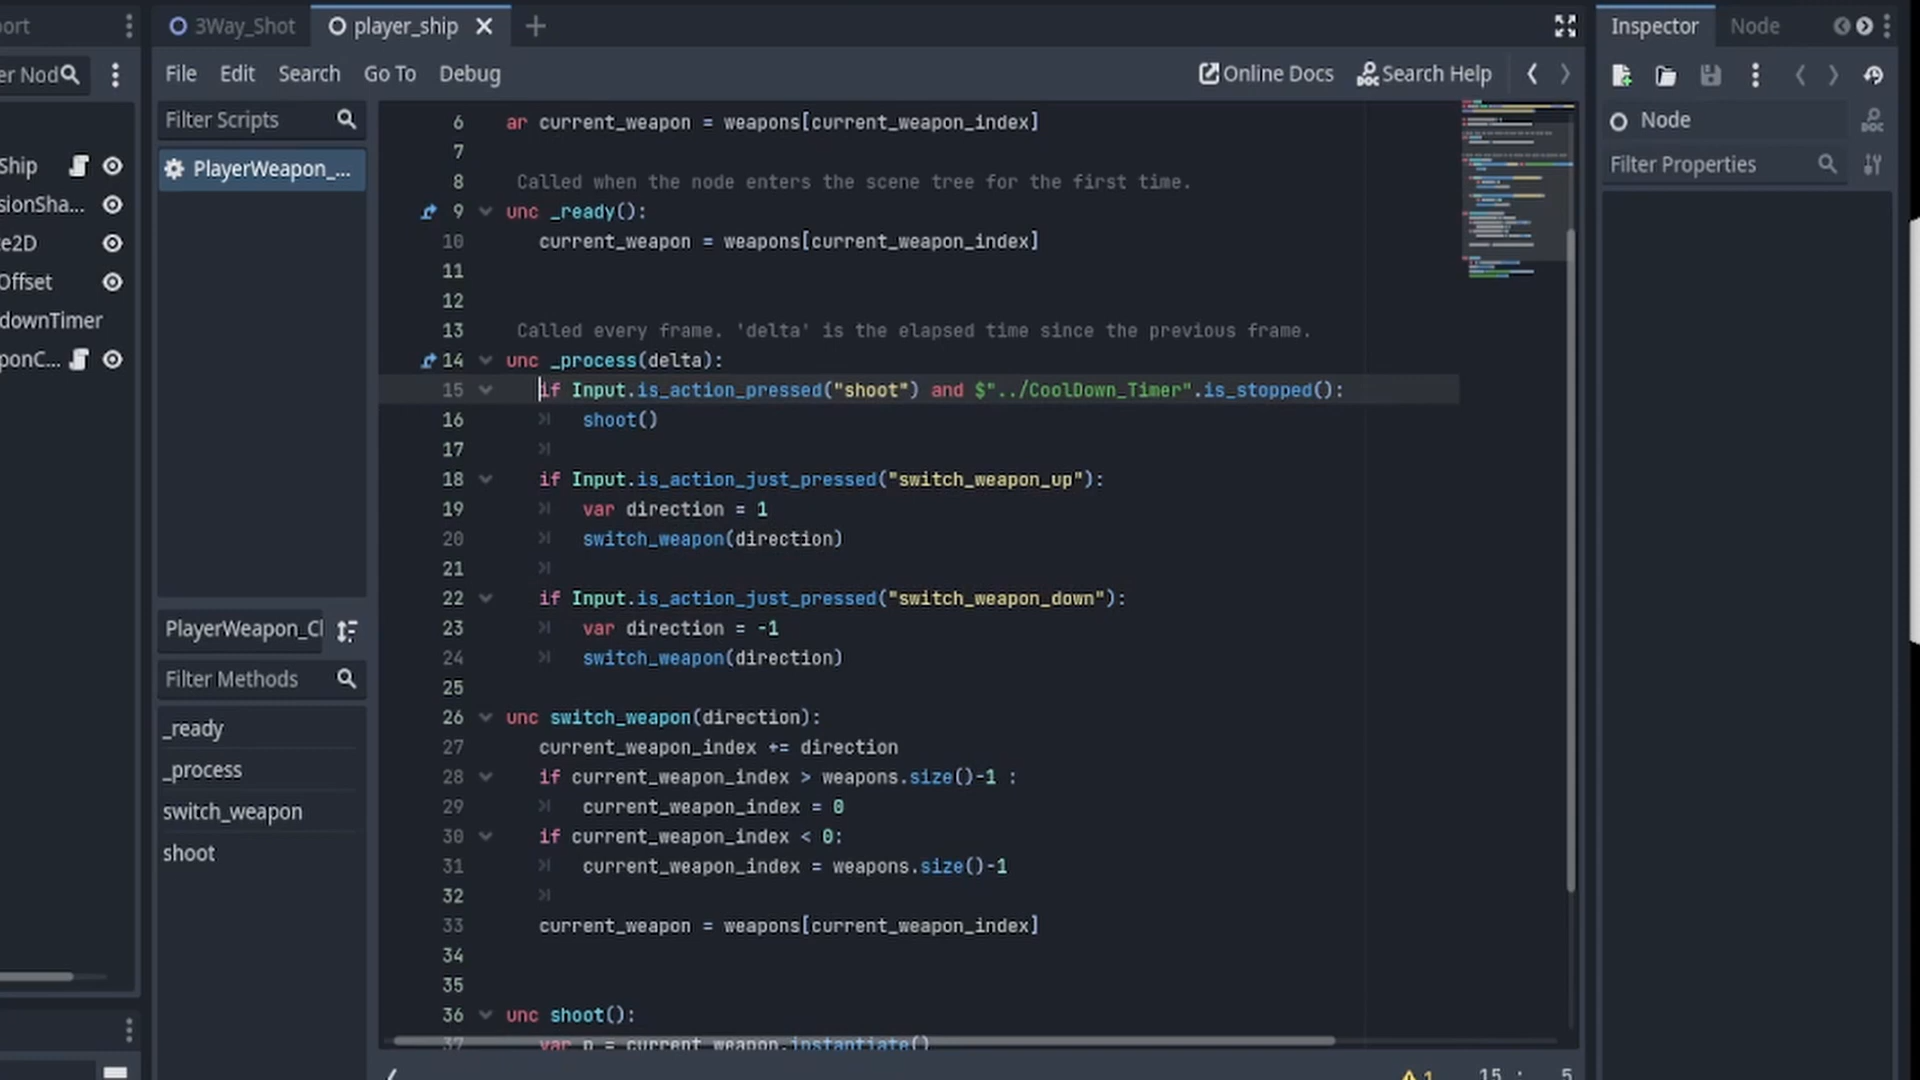 ort
3Way_Shot
player_ship
Inspector
Node
er Nod
File Edit Search Go To Debug
Online Docs
Search Help
Filter Scripts
PlayerWeapon_...
Ship
sionSha...
te2D
Offset
downTimer
ponC...
PlayerWeapon_Cl
Filter Methods
_ready
_process
switch_weapon
shoot
6 ar current_weapon = weapons[current_weapon_index]
7
8 Called when the node enters the scene tree for the first time.
9 unc _ready():
10 current_weapon = weapons[current_weapon_index]
11
12
13 Called every frame. 'delta' is the elapsed time since the previous frame.
14 unc _process(delta):
15 if Input.is_action_pressed("shoot") and $"../CoolDown_Timer".is_stopped():
16 shoot()
17
18 if Input.is_action_just_pressed("switch_weapon_up"):
19 var direction = 1
20 switch_weapon(direction)
21
22 if Input.is_action_just_pressed("switch_weapon_down"):
23 var direction = -1
24 switch_weapon(direction)
25
26 unc switch_weapon(direction):
27 current_weapon_index += direction
28 if current_weapon_index > weapons.size()-1 :
29 current_weapon_index = 0
30 if current_weapon_index < 0:
31 current_weapon_index = weapons.size()-1
32
33 current_weapon = weapons[current_weapon_index]
34
35
36 unc shoot():
37 var p = current_weapon.instantiate()
1 15 : 5
Node
Filter Properties